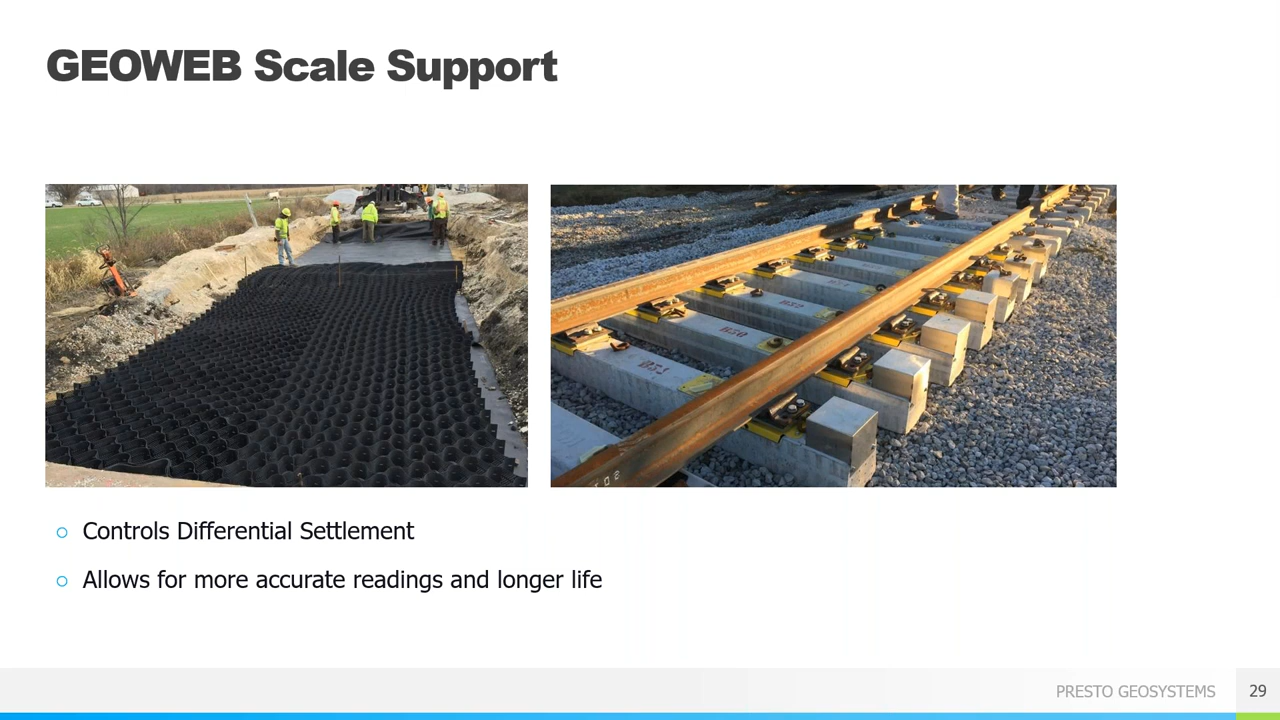 GEOWEB Scale Support
Controls Differential Settlement
Allows for more accurate readings and longer life
PRESTO GEOSYSTEMS
29